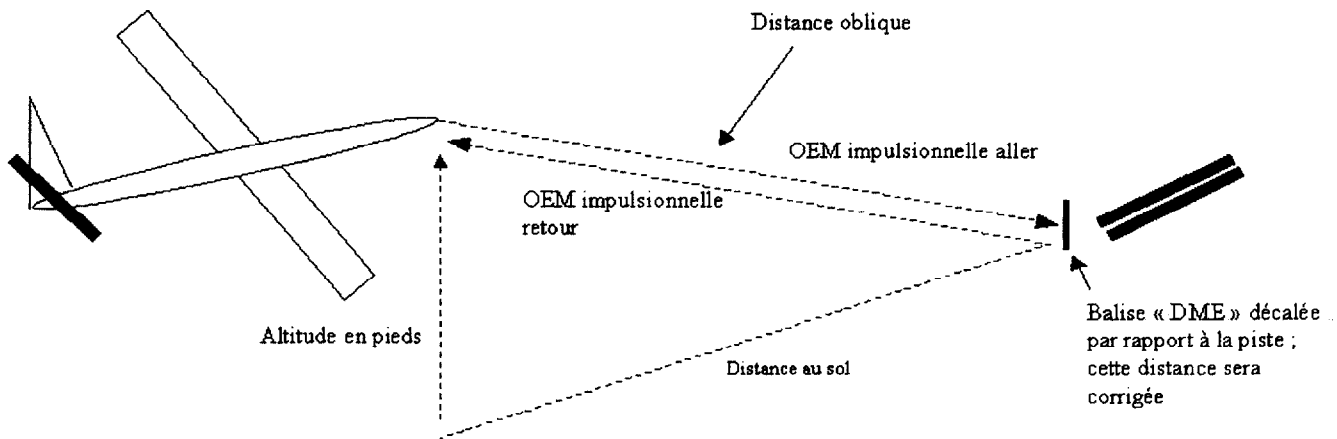 Distance oblique
OEM impulsionnelle aller
OEM impulsionnelle
retour
Altitude en pieds
Distance au sol
Balise « DME » décalée
par rapport à la piste ;
cette distance sera
corrigée